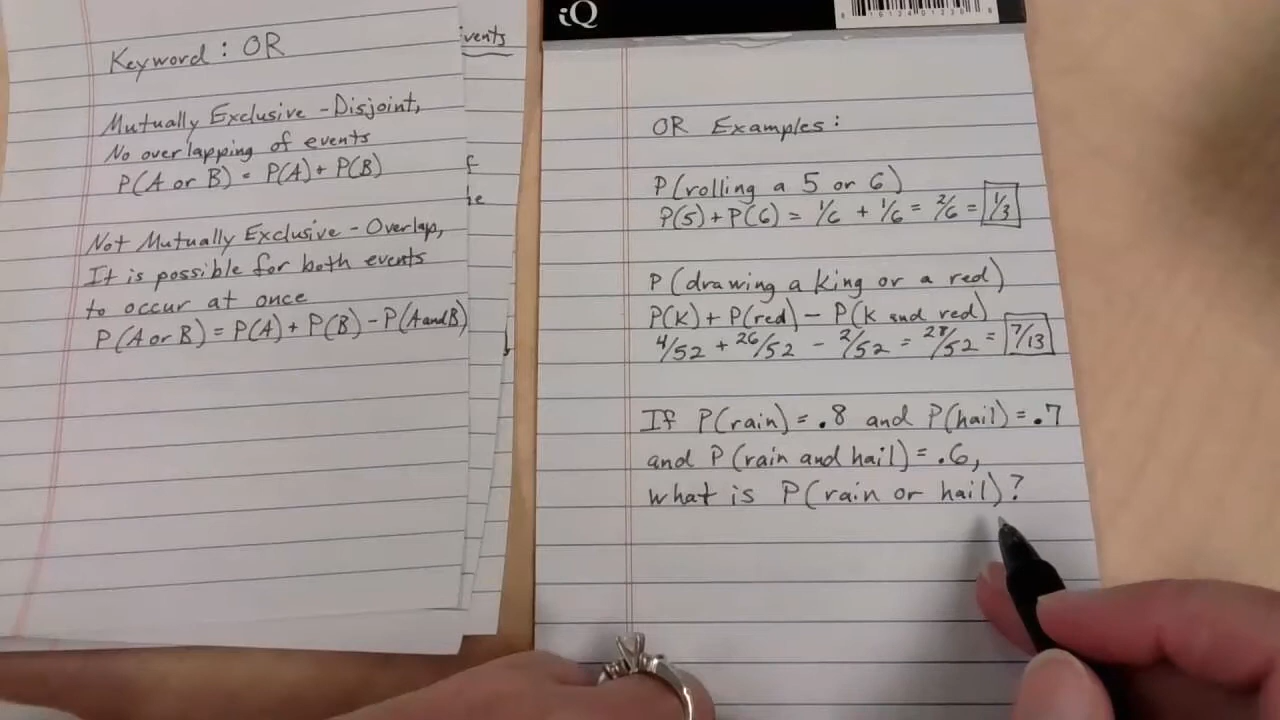 Keyword: OR
Mutually Exclusive - Disjoint,
No overlapping of events
P(A or B) = P(A) + P(B)
Not Mutually Exclusive - Overlap,
It is possible for both events
to occur at once
P(A or B) = P(A) + P(B) - P(A and B)
vents
f
he
iQ
OR Examples:
P(rolling a 5 or 6)
P(5) + P(6) = 1/6 + 1/6 = 2/6 = 1/3
P(drawing a king or a red)
P(K) + P(red) - P(K and red)
4/52 + 26/52 - 2/52 = 28/52 = 7/13
If P(rain) = .8 and P(hail) = .7
and P(rain and hail) = .6,
what is P(rain or hail)?